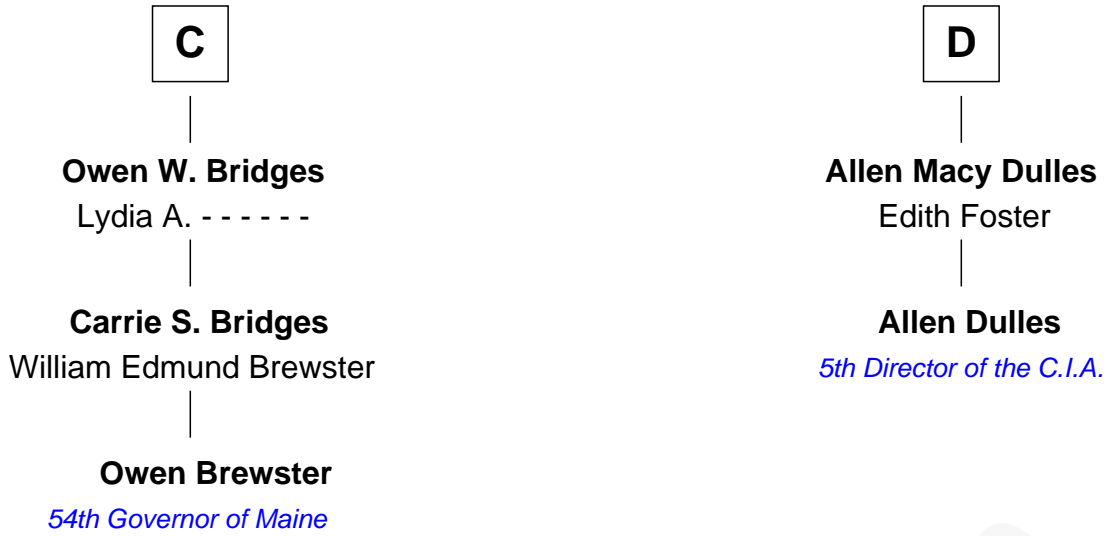 C
Owen W. Bridges
Lydia A. - - - - - -
Carrie S. Bridges
William Edmund Brewster
Owen Brewster
54th Governor of Maine
D
Allen Macy Dulles
Edith Foster
Allen Dulles
5th Director of the C.I.A.